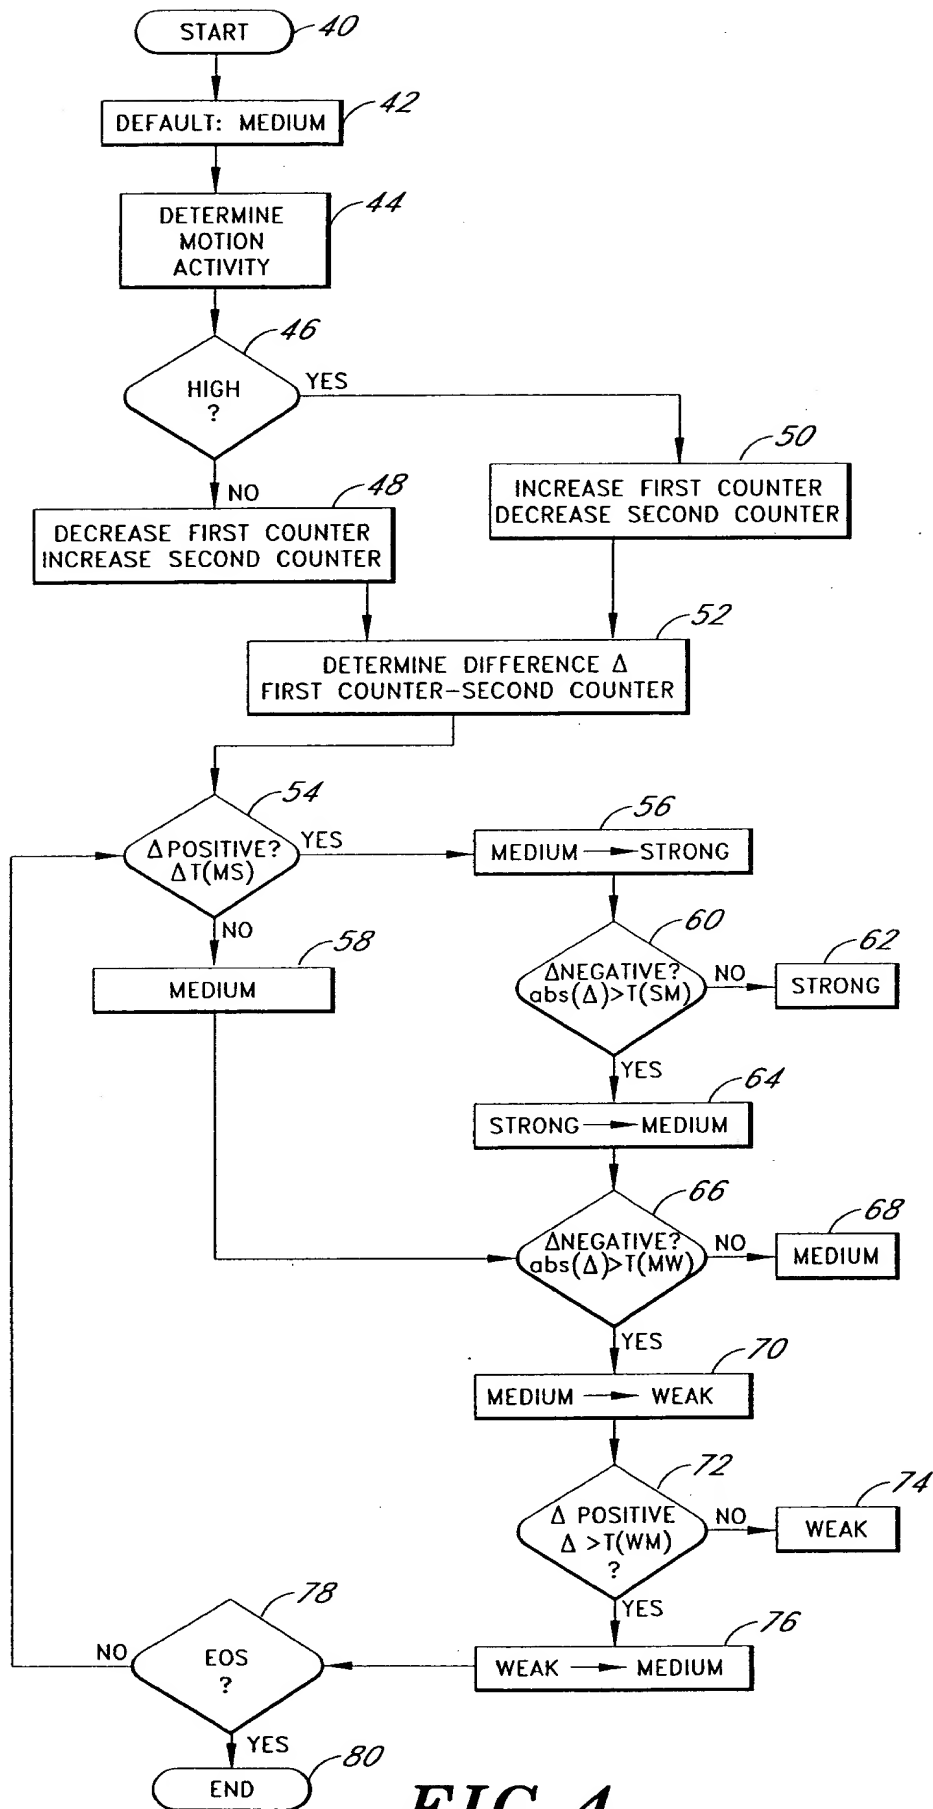 START
40
42
DEFAULT: MEDIUM
44
DETERMINE
MOTION
ACTIVITY
46
HIGH
?
YES
NO
48
50
INCREASE FIRST COUNTER
DECREASE SECOND COUNTER
DECREASE FIRST COUNTER
INCREASE SECOND COUNTER
52
DETERMINE DIFFERENCE Δ
FIRST COUNTER-SECOND COUNTER
54
Δ POSITIVE?
Δ T(MS)
YES
NO
56
MEDIUM → STRONG
58
MEDIUM
60
ΔNEGATIVE?
abs(Δ)>T(SM)
NO
62
STRONG
YES
64
STRONG → MEDIUM
66
ΔNEGATIVE?
abs(Δ)>T(MW)
NO
68
MEDIUM
YES
70
MEDIUM → WEAK
72
Δ POSITIVE
Δ >T(WM)
?
NO
74
WEAK
YES
76
WEAK → MEDIUM
78
EOS
?
NO
YES
80
END
FIG. 4